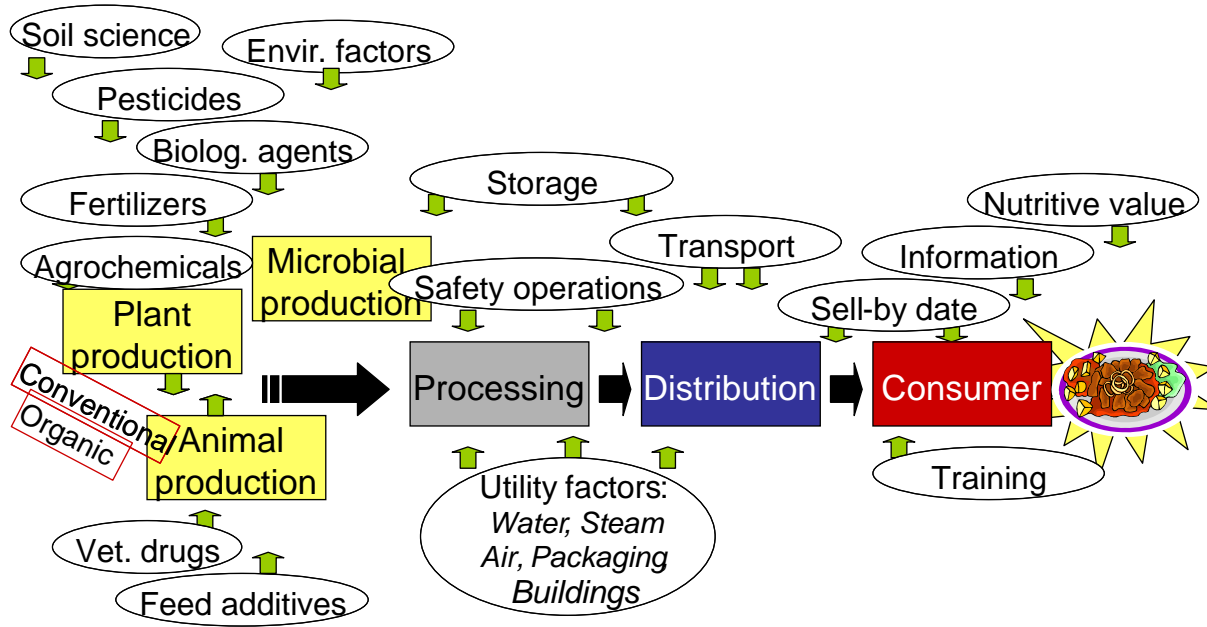 Soil science
Envir. factors
Pesticides
Biolog. agents
Storage
Fertilizers
Nutritive value
Transport
Information
Agrochemicals
Microbial
production
Safety operations
Sell-by date
Plant
production
Processing
Distribution
Consumer
Conventional
Organic
Animal
production
Training
Utility factors:
Water, Steam
Air, Packaging
Buildings
Vet. drugs
Feed additives